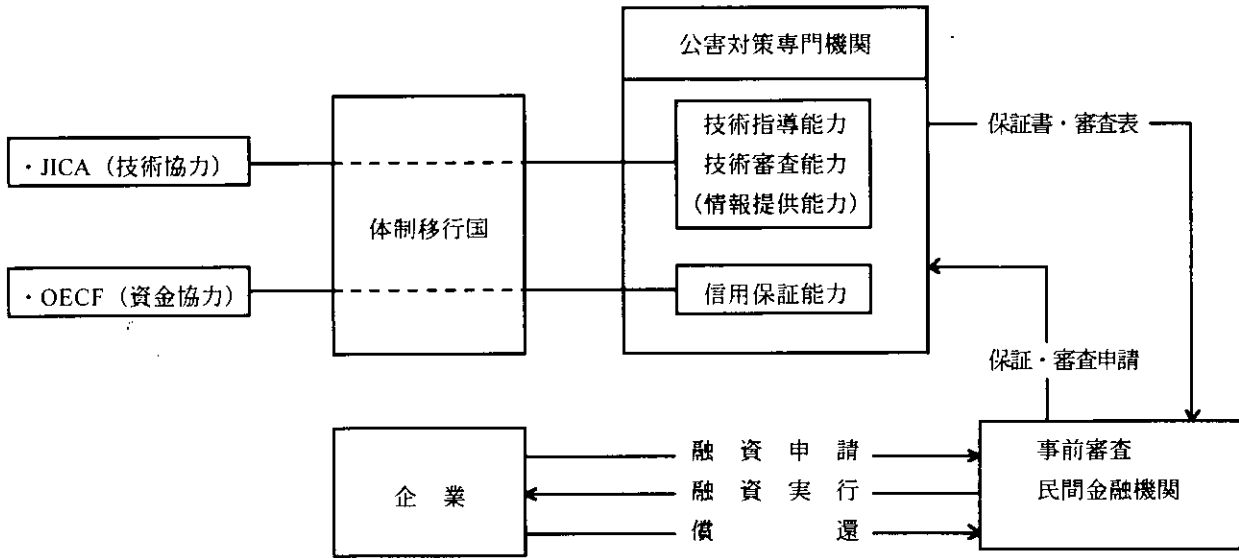 公害対策専門機関
技術指導能力
技術審査能力
（情報提供能力）
保証書・審査表
・JICA（技術協力）
体制移行国
・OECF（資金協力）
信用保証能力
保証・審査申請
企　業
融　資　申　請
融　資　実　行
償　　　　　還
事前審査
民間金融機関